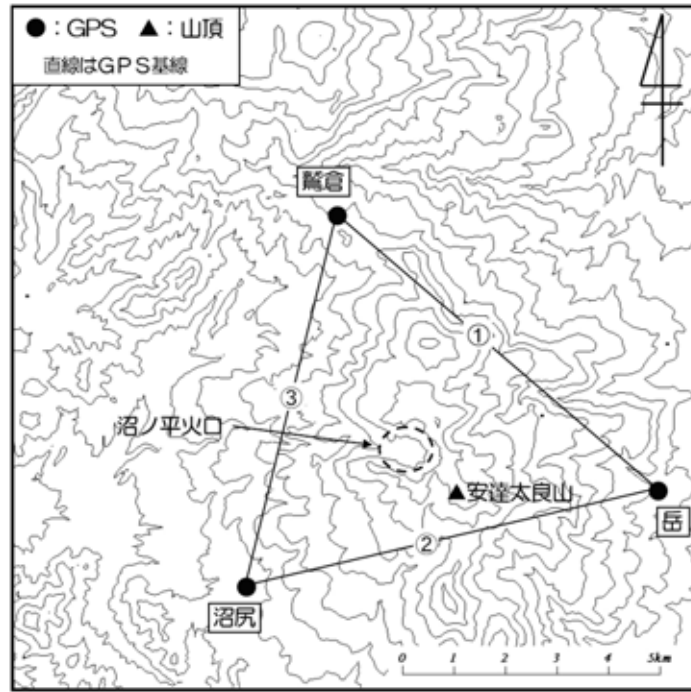 ●：GPS ▲：山頂
直線はGPS基線
鷲倉
①
③
沼ノ平火口
安達太良山
岳
②
沼尻
0 1 2 3 4 5km